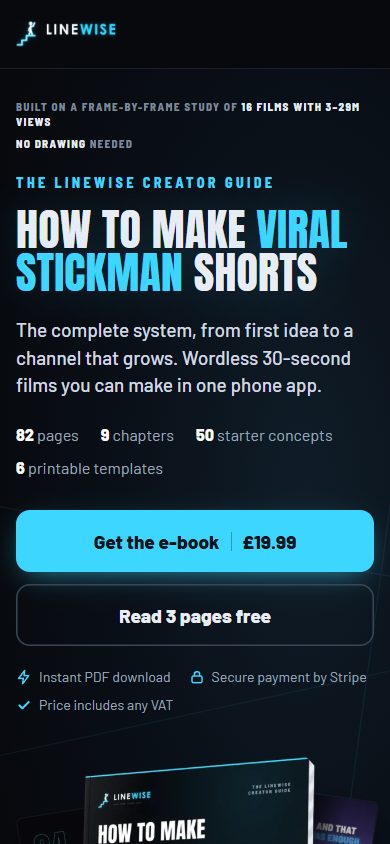 LINEWISE
BUILT ON A FRAME-BY-FRAME STUDY OF 16 FILMS WITH 3–29M
VIEWS
NO DRAWING NEEDED
THE LINEWISE CREATOR GUIDE
HOW TO MAKE VIRAL
STICKMAN SHORTS
The complete system, from first idea to a
channel that grows. Wordless 30-second
films you can make in one phone app.
82 pages 9 chapters 50 starter concepts
6 printable templates
Get the e-book £19.99
Read 3 pages free
Instant PDF download Secure payment by Stripe
Price includes any VAT
LINEWISE
THE LINEWISE
CREATOR GUIDE
HOW TO MAKE
04
AND THAT
AS ENOUGH